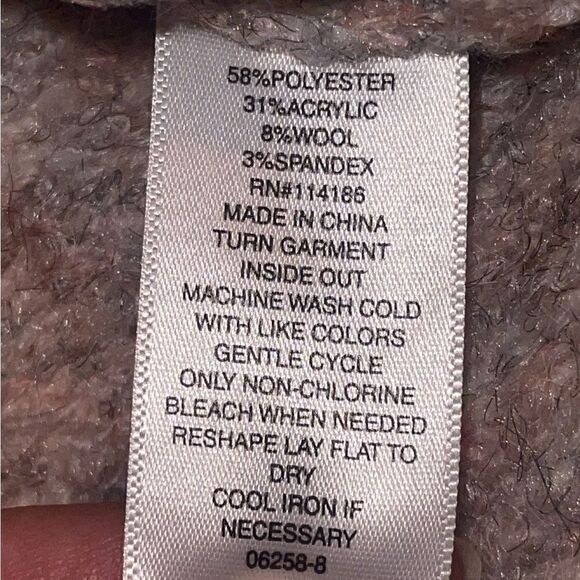 58%POLYESTER
31%ACRYLIC
8%WOOL
3%SPANDEX
RN#114186
MADE IN CHINA
TURN GARMENT
INSIDE OUT
MACHINE WASH COLD
WITH LIKE COLORS
GENTLE CYCLE
ONLY NON-CHLORINE
BLEACH WHEN NEEDED
RESHAPE LAY FLAT TO
DRY
COOL IRON IF
NECESSARY
06258-8